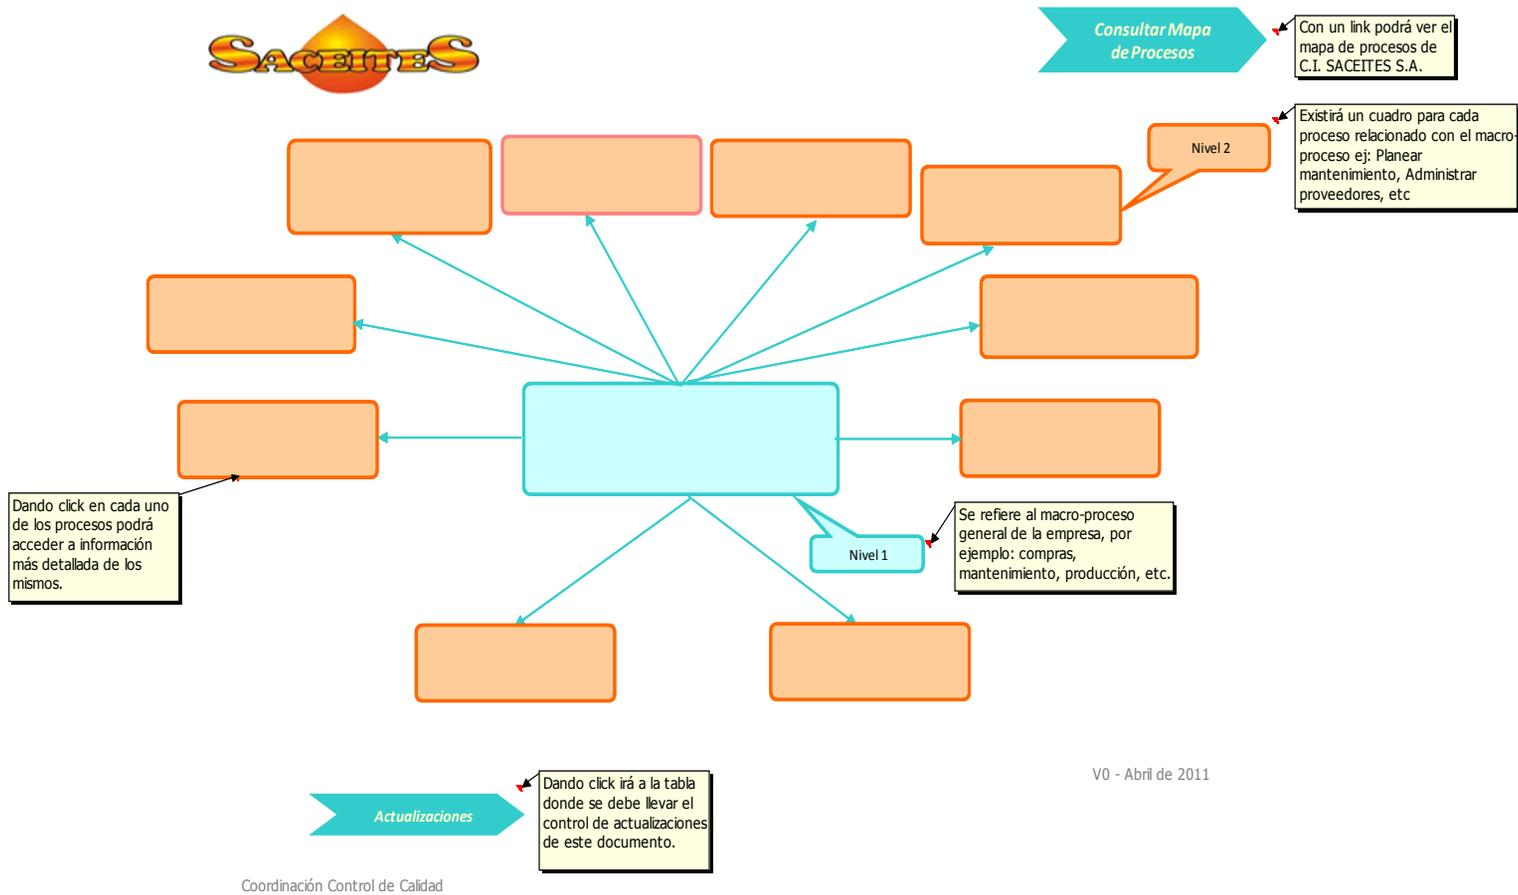 SACEITES
Consultar Mapa
de Procesos
Con un link podrá ver el
mapa de procesos de
C.I. SACEITES S.A.
Existirá un cuadro para cada
proceso relacionado con el macro-
proceso ej: Planear
mantenimiento, Administrar
proveedores, etc
Nivel 2
Dando click en cada uno
de los procesos podrá
acceder a información
más detallada de los
mismos.
Se refiere al macro-proceso
general de la empresa, por
ejemplo: compras,
mantenimiento, producción, etc.
Nivel 1
Dando click irá a la tabla
donde se debe llevar el
control de actualizaciones
de este documento.
Actualizaciones
V0 - Abril de 2011
Coordinación Control de Calidad